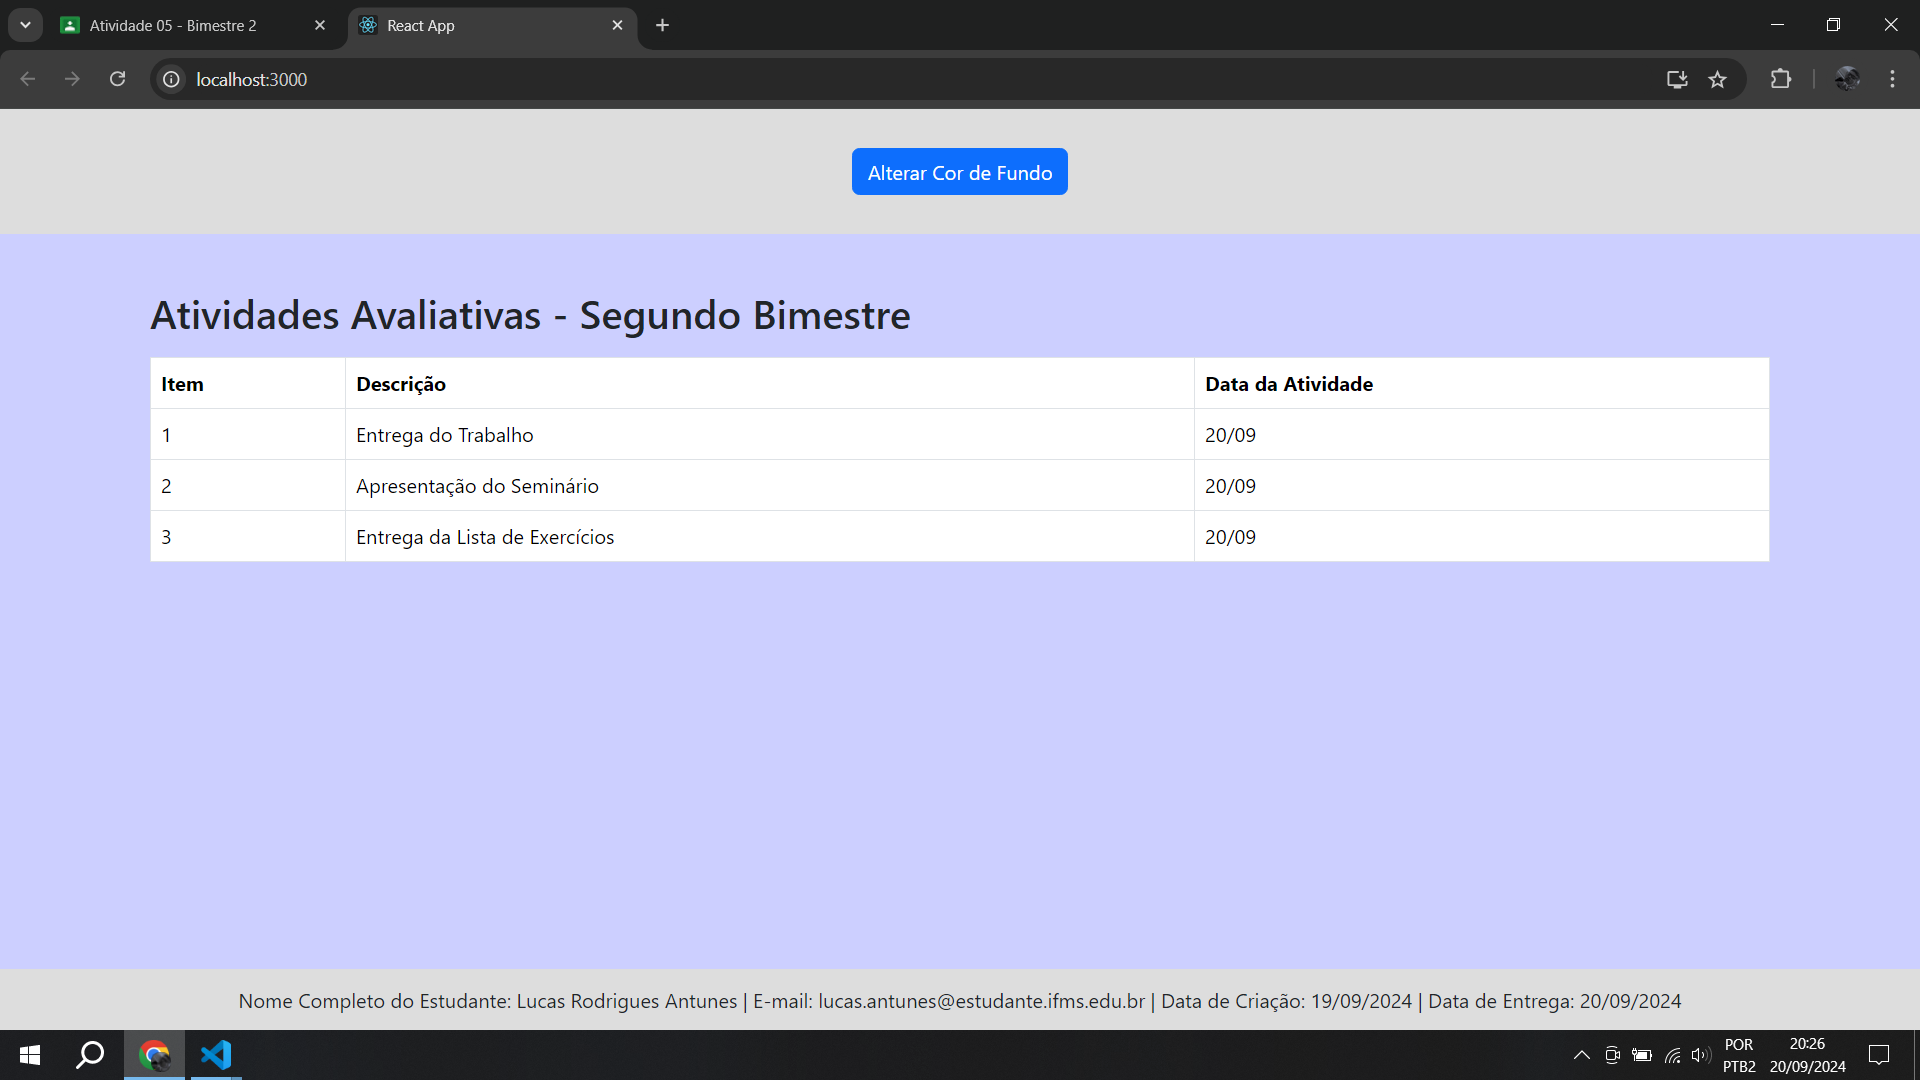 Atividade 05 - Bimestre 2
React App
localhost:3000
Alterar Cor de Fundo
Atividades Avaliativas - Segundo Bimestre
Item Descrição Data da Atividade
1 Entrega do Trabalho 20/09
2 Apresentação do Seminário 20/09
3 Entrega da Lista de Exercícios 20/09
Nome Completo do Estudante: Lucas Rodrigues Antunes | E-mail: lucas.antunes@estudante.ifms.edu.br | Data de Criação: 19/09/2024 | Data de Entrega: 20/09/2024
POR 20:26
PTB2 20/09/2024